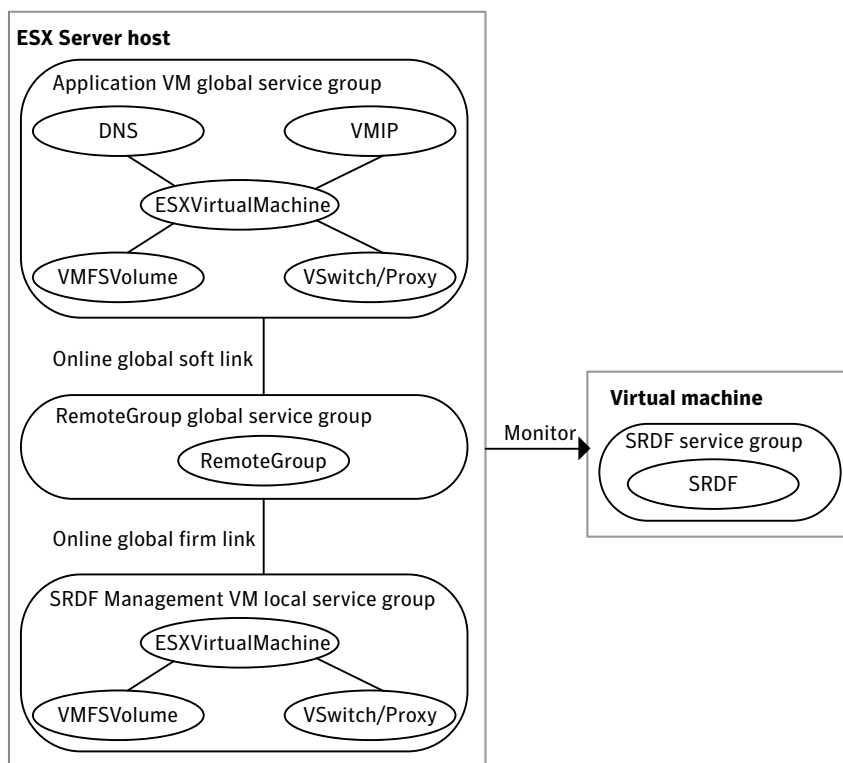 ESX Server host
Application VM global service group
DNS
VMIP
ESXVirtualMachine
VMFSVolume
VSwitch/Proxy
Online global soft link
RemoteGroup global service group
RemoteGroup
Online global firm link
SRDF Management VM local service group
ESXVirtualMachine
VMFSVolume
VSwitch/Proxy
Monitor
Virtual machine
SRDF service group
SRDF